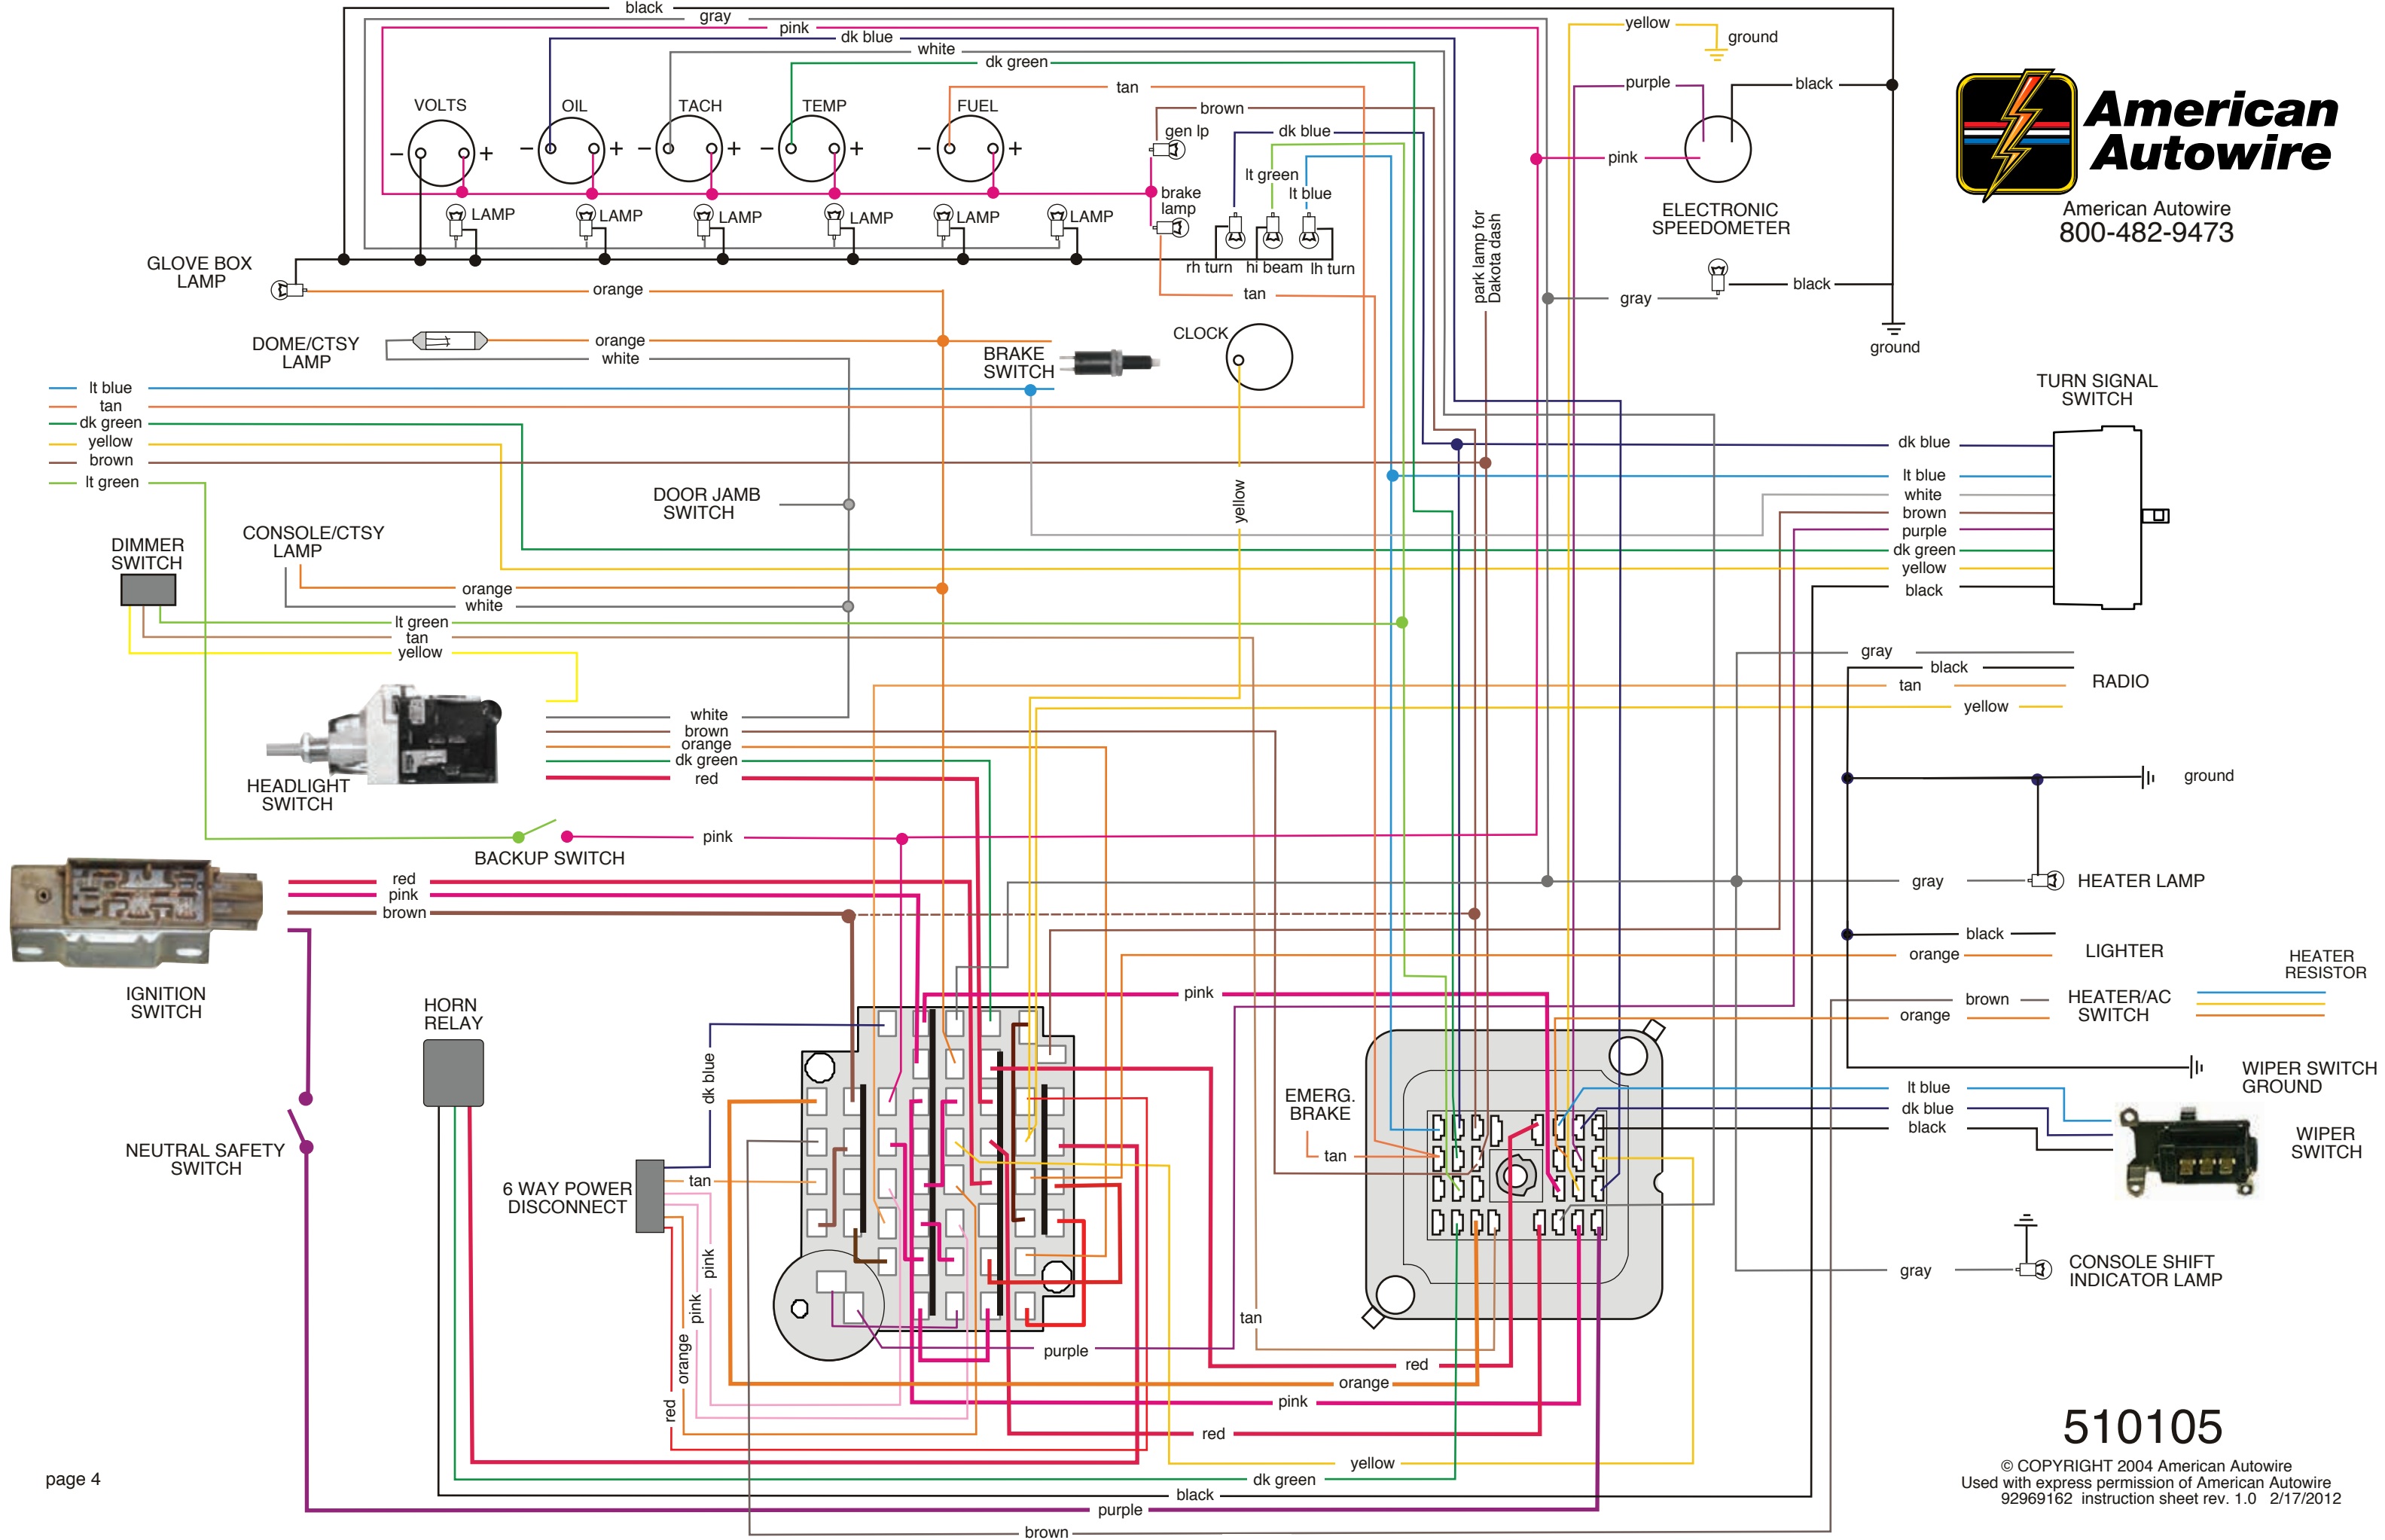 black
gray
pink
dk blue
white
dk green
tan
brown
yellow
ground
VOLTS
OIL
TACH
TEMP
FUEL
− +
− +
− +
− +
− +
gen lp
dk blue
lt green
lt blue
brake
lamp
LAMP
LAMP
LAMP
LAMP
LAMP
LAMP
rh turn
hi beam
lh turn
tan
purple
black
pink
ELECTRONIC
SPEEDOMETER
gray
black
ground
park lamp for
Dakota dash
American
Autowire
American Autowire
800-482-9473
GLOVE BOX
LAMP
orange
DOME/CTSY
LAMP
orange
white
BRAKE
SWITCH
CLOCK
yellow
lt blue
tan
dk green
yellow
brown
lt green
DOOR JAMB
SWITCH
CONSOLE/CTSY
LAMP
DIMMER
SWITCH
orange
white
lt green
tan
yellow
TURN SIGNAL
SWITCH
dk blue
lt blue
white
brown
purple
dk green
yellow
black
gray
black
tan
RADIO
yellow
HEADLIGHT
SWITCH
white
brown
orange
dk green
red
ground
pink
BACKUP SWITCH
gray
HEATER LAMP
red
pink
brown
IGNITION
SWITCH
black
orange
LIGHTER
HEATER
RESISTOR
brown
orange
HEATER/AC
SWITCH
HORN
RELAY
pink
dk blue
EMERG.
BRAKE
tan
WIPER SWITCH
GROUND
lt blue
dk blue
black
WIPER
SWITCH
NEUTRAL SAFETY
SWITCH
6 WAY POWER
DISCONNECT
tan
pink
pink
orange
red
tan
purple
gray
CONSOLE SHIFT
INDICATOR LAMP
red
orange
pink
red
yellow
dk green
black
purple
brown
page 4
510105
© COPYRIGHT 2004 American Autowire
Used with express permission of American Autowire
92969162 instruction sheet rev. 1.0 2/17/2012